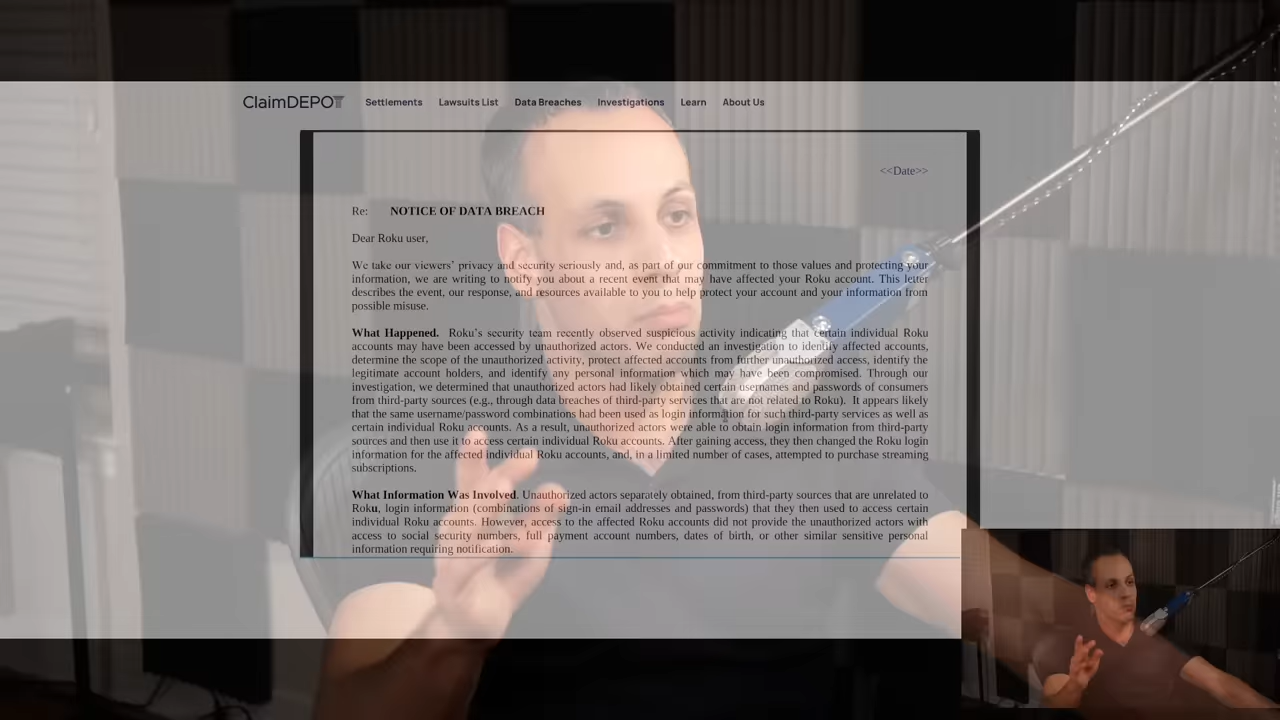 ClaimDEPOT Settlements Lawsuits List Data Breaches Investigations Learn About Us
<<Date>>
Re: NOTICE OF DATA BREACH
Dear Roku user,
We take our viewers' privacy and security seriously and, as part of our commitment to those values and protecting your
information, we are writing to notify you about a recent event that may have affected your Roku account. This letter
describes the event, our response, and resources available to you to help protect your account and your information from
possible misuse.
What Happened. Roku's security team recently observed suspicious activity indicating that certain individual Roku
accounts may have been accessed by unauthorized actors. We conducted an investigation to identify affected accounts,
determine the scope of the unauthorized activity, protect affected accounts from further unauthorized access, identify the
legitimate account holders, and identify any personal information which may have been compromised. Through our
investigation, we determined that unauthorized actors had likely obtained certain usernames and passwords of consumers
from third-party sources (e.g., through data breaches of third-party services that are not related to Roku). It appears likely
that the same username/password combinations had been used as login information for such third-party services as well as
certain individual Roku accounts. As a result, unauthorized actors were able to obtain login information from third-party
sources and then use it to access certain individual Roku accounts. After gaining access, they then changed the Roku login
information for the affected individual Roku accounts, and, in a limited number of cases, attempted to purchase streaming
subscriptions.
What Information Was Involved. Unauthorized actors separately obtained, from third-party sources that are unrelated to
Roku, login information (combinations of sign-in email addresses and passwords) that they then used to access certain
individual Roku accounts. However, access to the affected Roku accounts did not provide the unauthorized actors with
access to social security numbers, full payment account numbers, dates of birth, or other similar sensitive personal
information requiring notification.